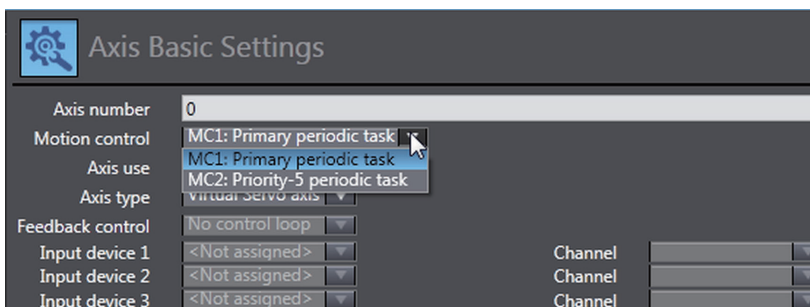 Axis Basic Settings
Axis number 0
Motion control MC1: Primary periodic task
MC1: Primary periodic task
Axis use
MC2: Priority-5 periodic task
Axis type Virtual Servo axis
Feedback control No control loop
Input device 1 <Not assigned> Channel
Input device 2 <Not assigned> Channel
Input device 3 <Not assigned> Channel